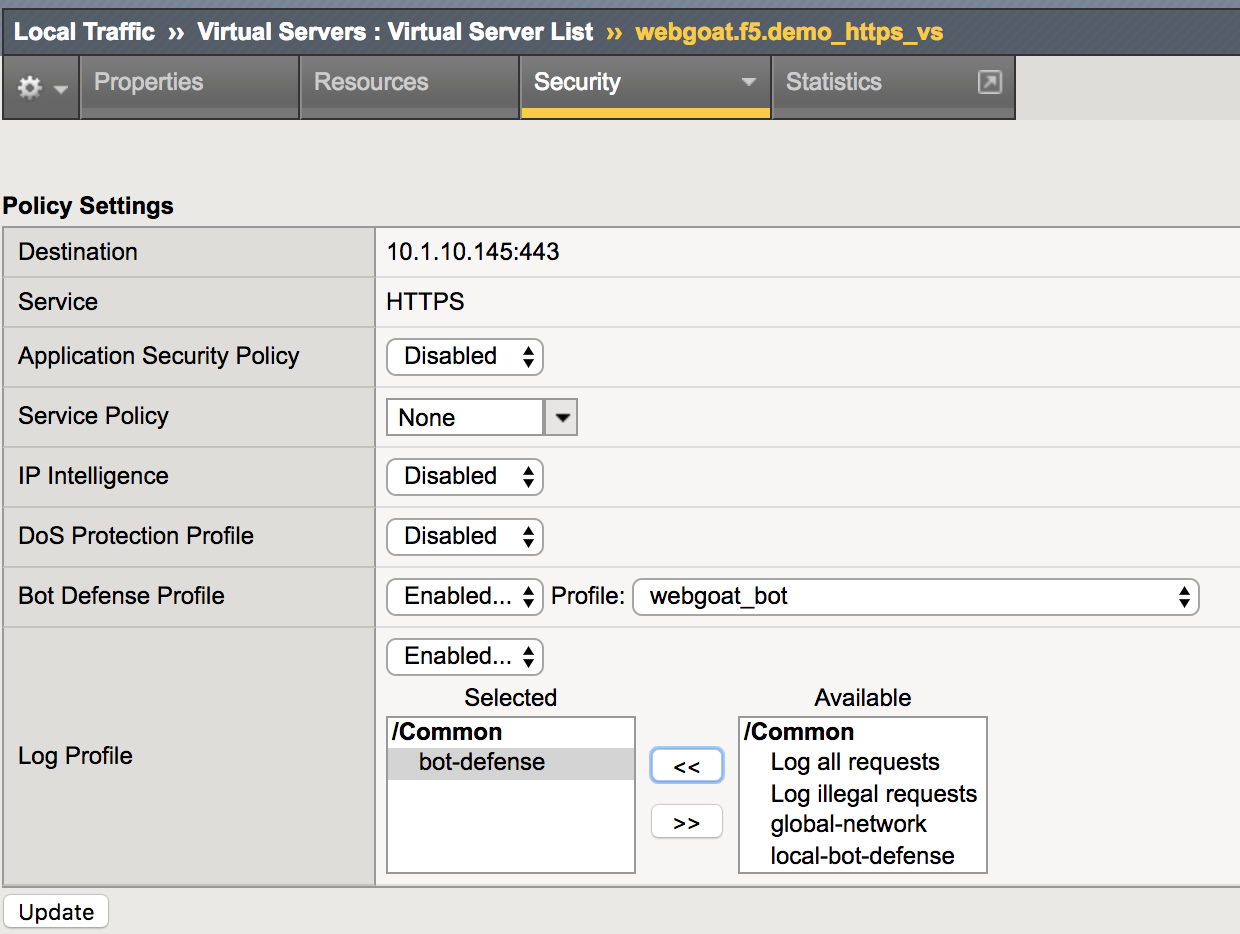 Local Traffic ›› Virtual Servers : Virtual Server List ›› webgoat.f5.demo_https_vs
Properties Resources Security Statistics
Policy Settings
Destination 10.1.10.145:443
Service HTTPS
Application Security Policy Disabled
Service Policy None
IP Intelligence Disabled
DoS Protection Profile Disabled
Bot Defense Profile Enabled... Profile: webgoat_bot
Enabled...
Selected Available
/Common /Common
bot-defense << Log all requests
Log Profile
Log illegal requests
>> global-network
local-bot-defense
Update